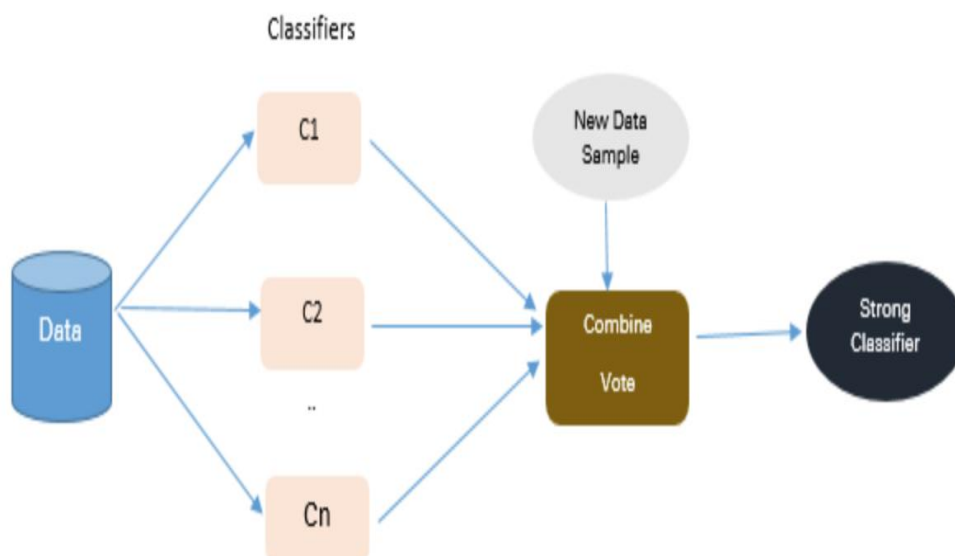 Classifiers
C1
New Data
Sample
Data
C2
Combine
Vote
Strong
Classifier
..
Cn